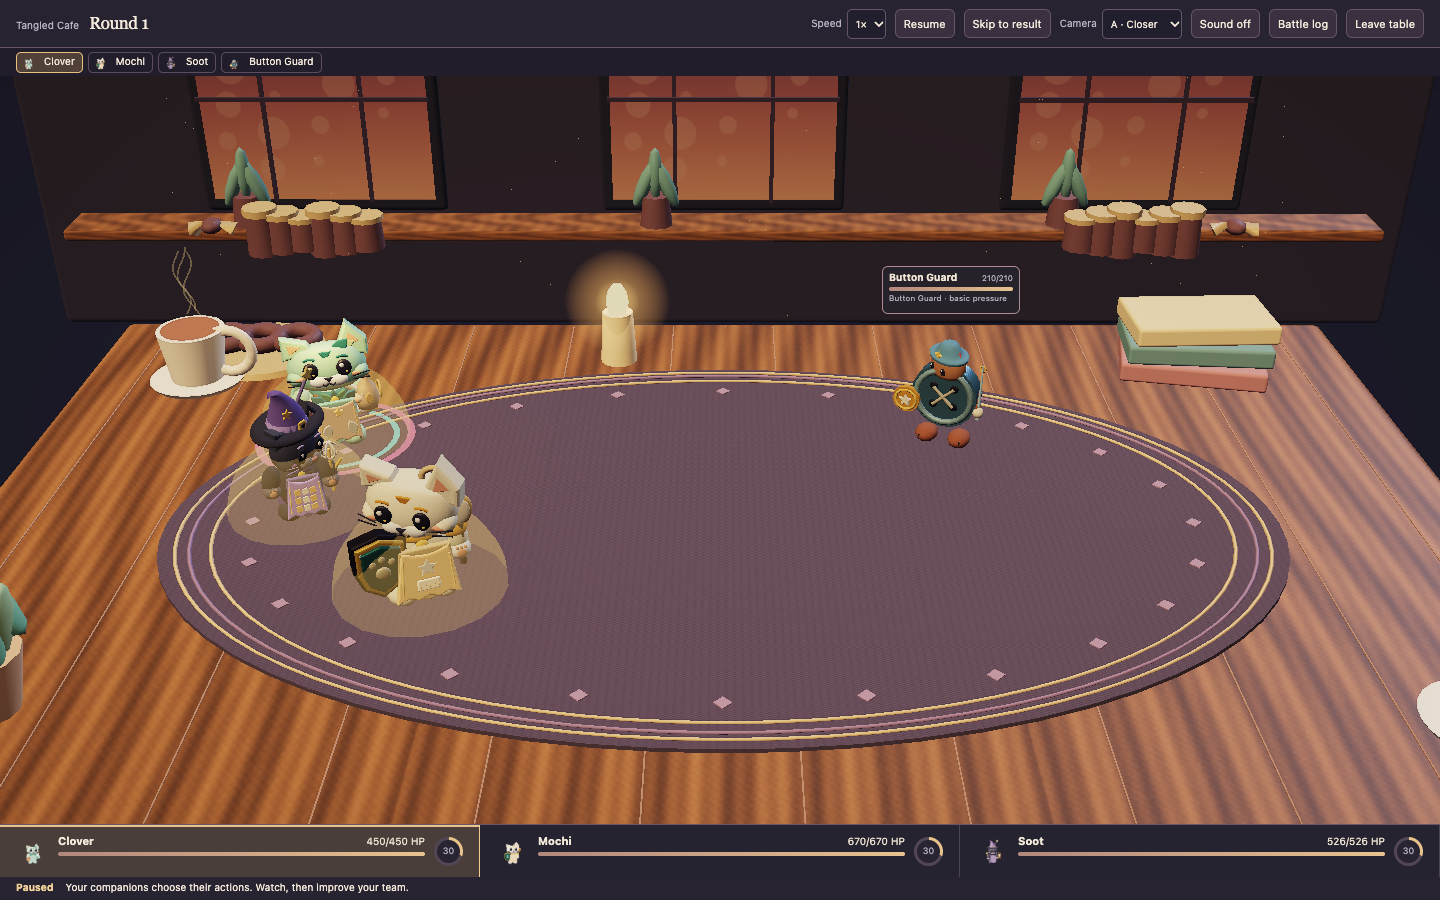 Tangled Cafe Round 1
Speed 1× Resume Skip to result Camera A · Closer Sound off Battle log Leave table
Clover Mochi Soot Button Guard
Button Guard 210/210
Button Guard · basic pressure
Clover 450/450 HP 30
Mochi 670/670 HP 30
Soot 526/526 HP 30
Paused Your companions choose their actions. Watch, then improve your team.